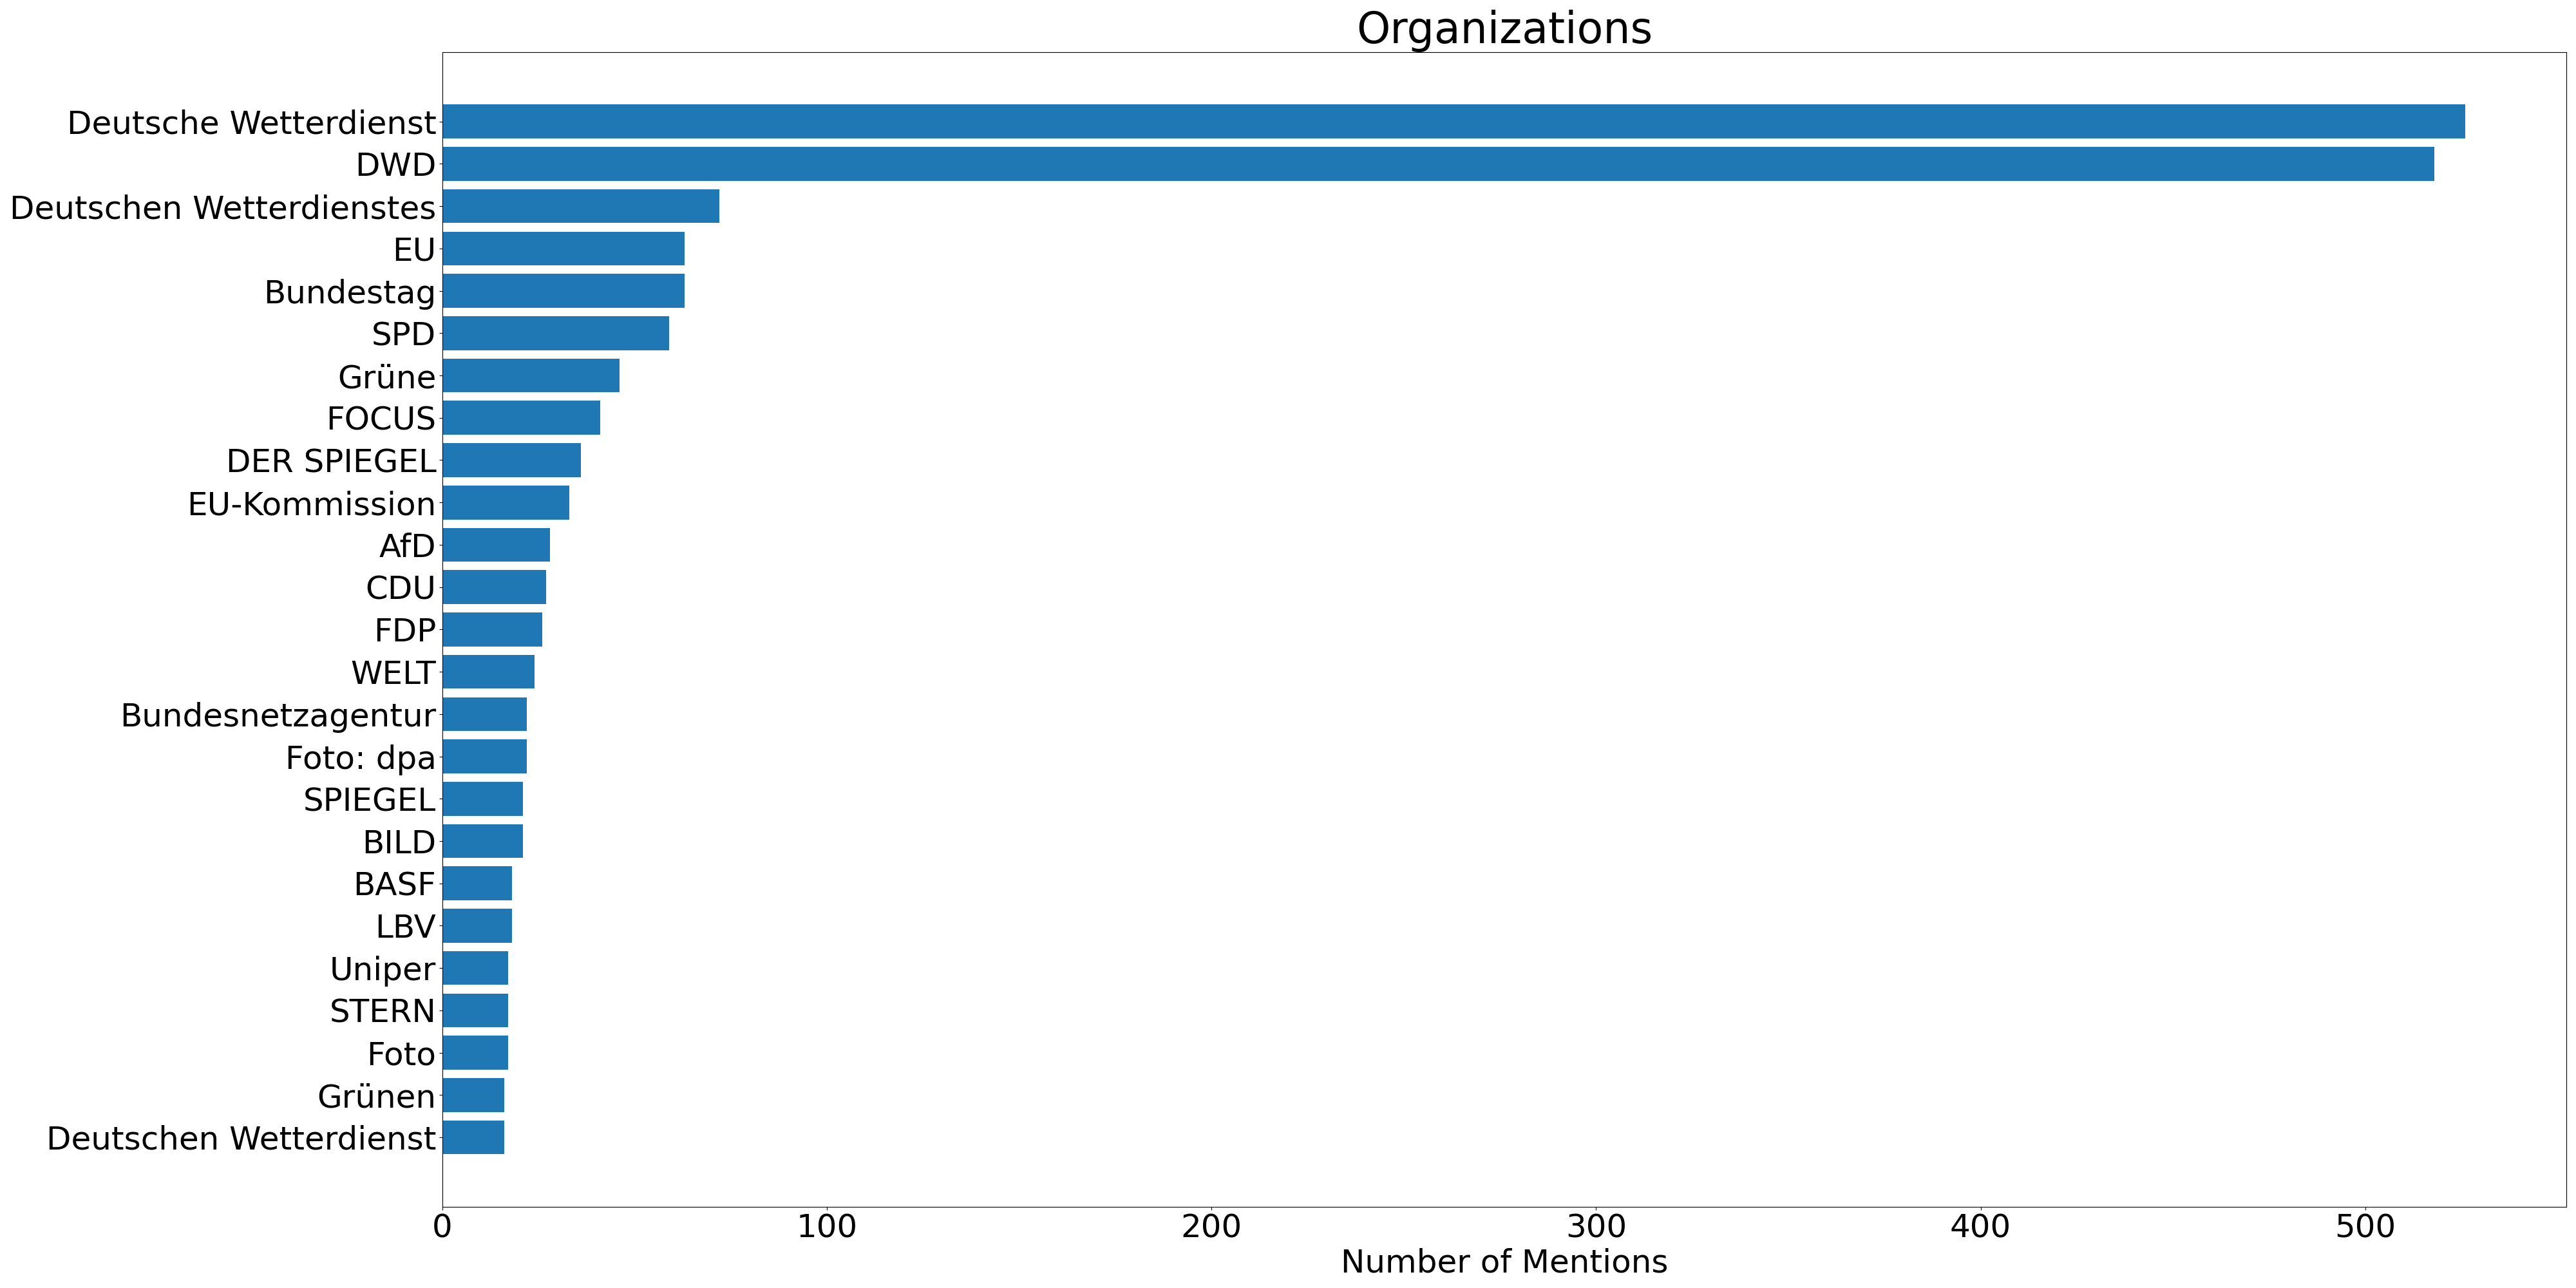 Organizations
Deutsche Wetterdienst
DWD
Deutschen Wetterdienstes
EU
Bundestag
SPD
Grüne
FOCUS
DER SPIEGEL
EU-Kommission
AfD
CDU
FDP
WELT
Bundesnetzagentur
Foto: dpa
SPIEGEL
BILD
BASF
LBV
Uniper
STERN
Foto
Grünen
Deutschen Wetterdienst
0 100 200 300 400 500
Number of Mentions